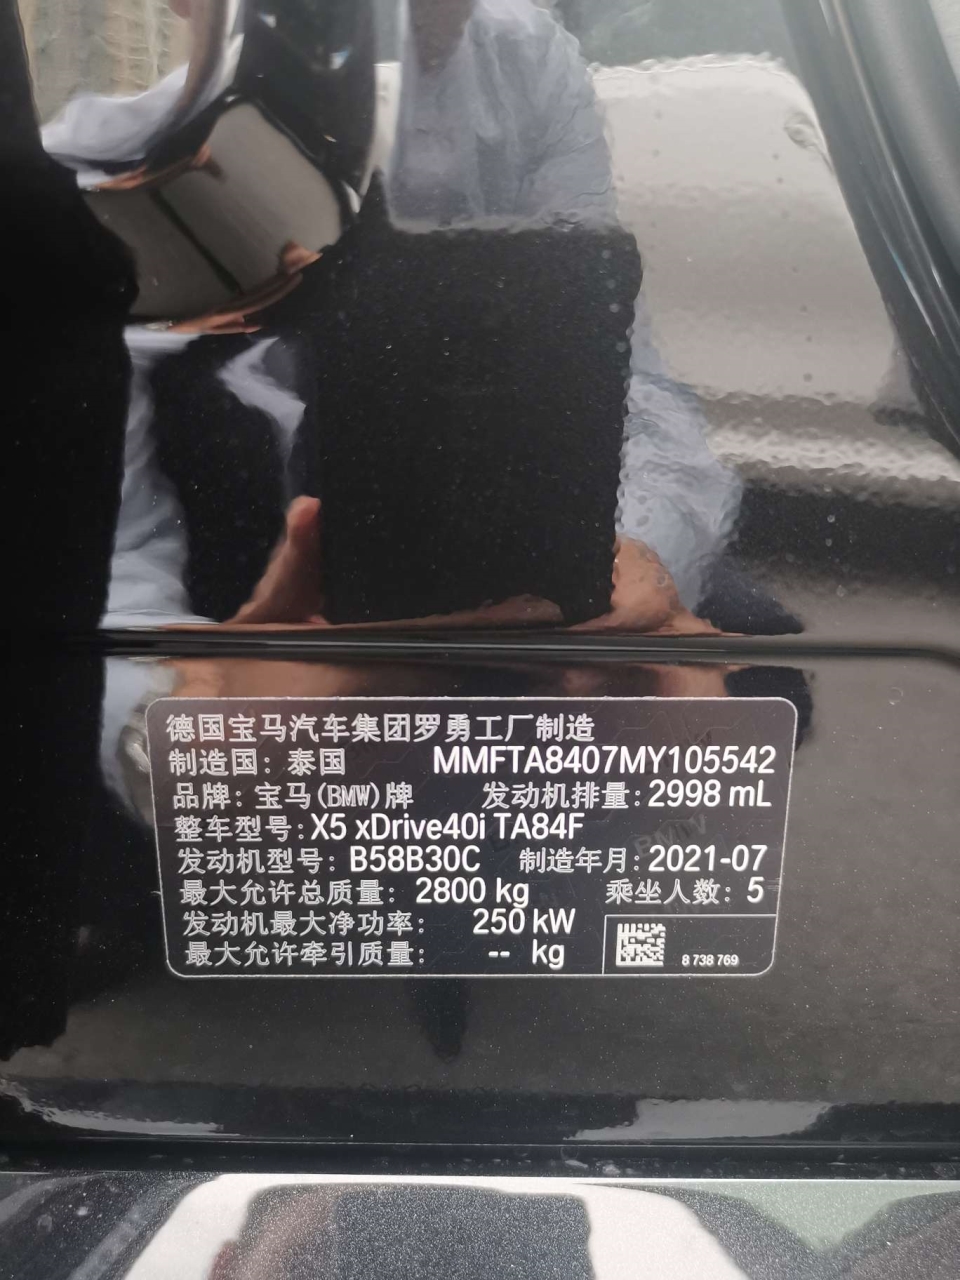 德国宝马汽车集团罗勇工厂制造
制造国：泰国 MMFTA8407MY105542
品牌：宝马(BMW)牌 发动机排量：2998 mL
整车型号：X5 xDrive40i TA84F
发动机型号：B58B30C 制造年月：2021-07
最大允许总质量：2800 kg 乘坐人数：5
发动机最大净功率：250 kW
最大允许牵引质量：-- kg
8 738 769